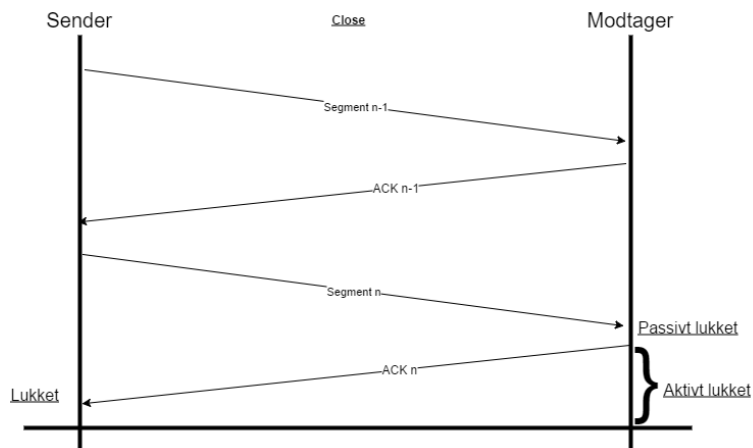 Sender
Close
Modtager
Segment n-1
ACK n-1
Segment n
Passivt lukket
ACK n
Aktivt lukket
Lukket